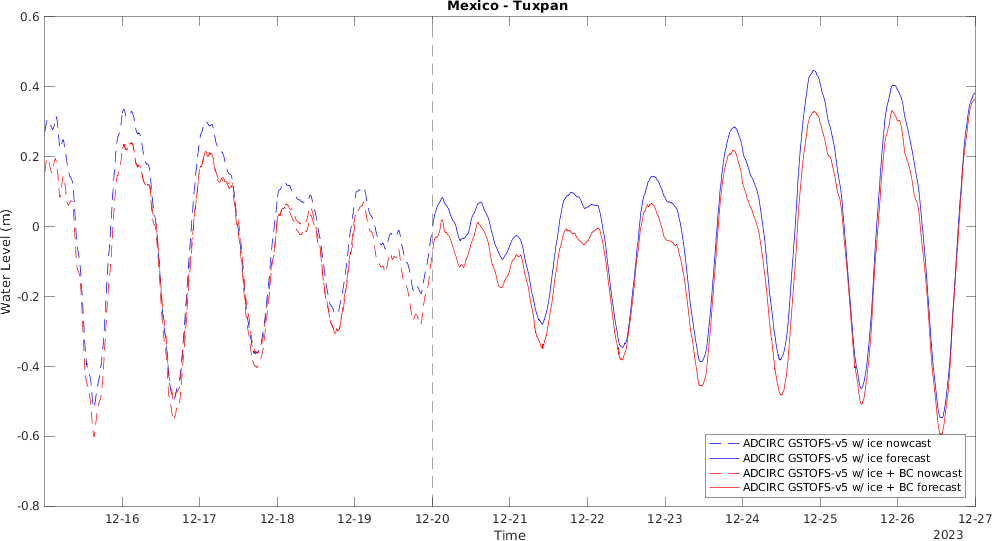 Mexico - Tuxpan
Water Level (m)
0.6
0.4
0.2
0
-0.2
-0.4
-0.6
-0.8
ADCIRC GSTOFS-v5 w/ ice nowcast
ADCIRC GSTOFS-v5 w/ ice forecast
ADCIRC GSTOFS-v5 w/ ice + BC nowcast
ADCIRC GSTOFS-v5 w/ ice + BC forecast
12-16 12-17 12-18 12-19 12-20 12-21 12-22 12-23 12-24 12-25 12-26 12-27
Time
2023